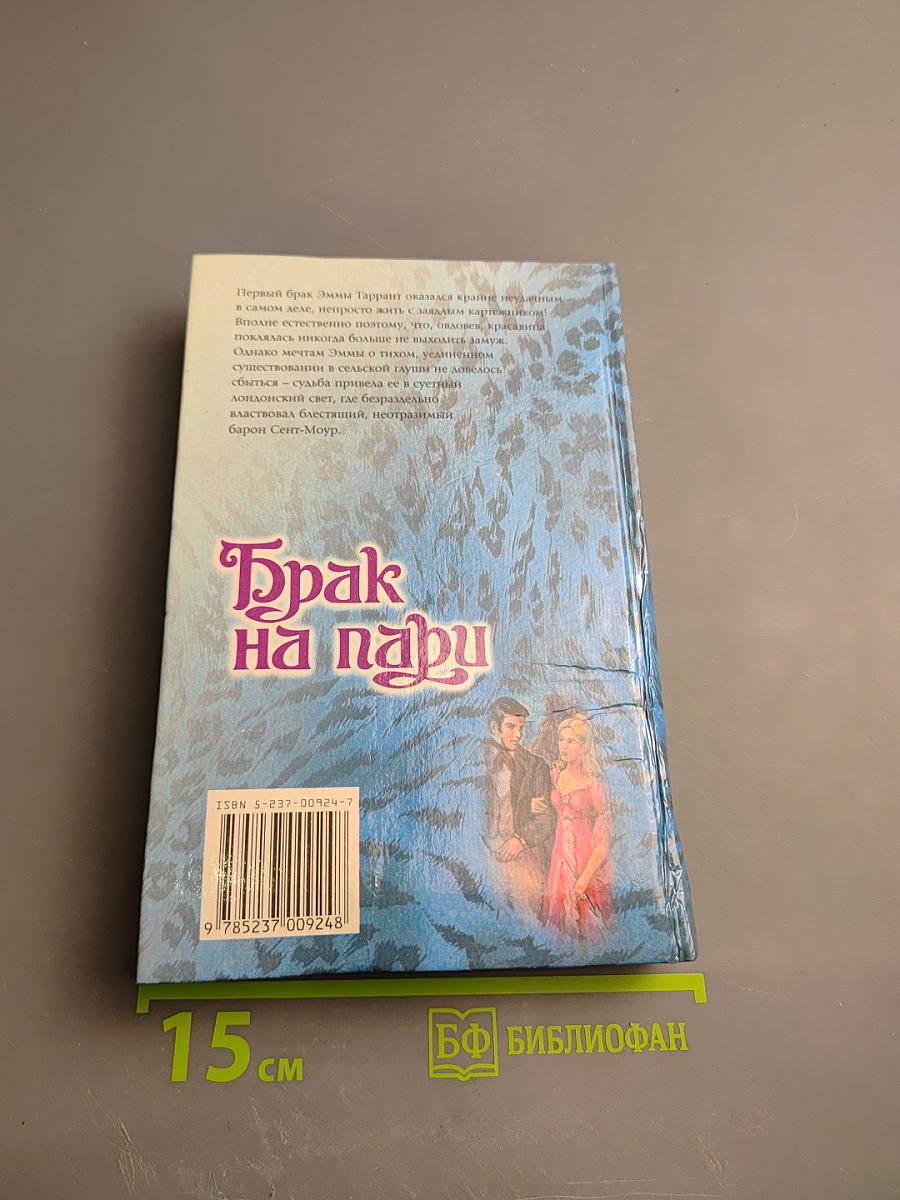 Первый брак Эммы Таррант оказался крайне неудачным –
в самом деле, непросто жить с заядлым картежником!
Вполне естественно поэтому, что, овдовев, красавица
поклялась никогда больше не выходить замуж.
Однако мечтам Эммы о тихом, уединенном
существовании в сельской глуши не довелось
сбыться – судьба привела ее в суетный
лондонский свет, где безраздельно
властвовал блестящий, неотразимый
барон Сент-Моур.
Брак
на пари
ISBN 5-237-00924-7
9 785237 009248
15 см
БФ БИБЛИОФАН